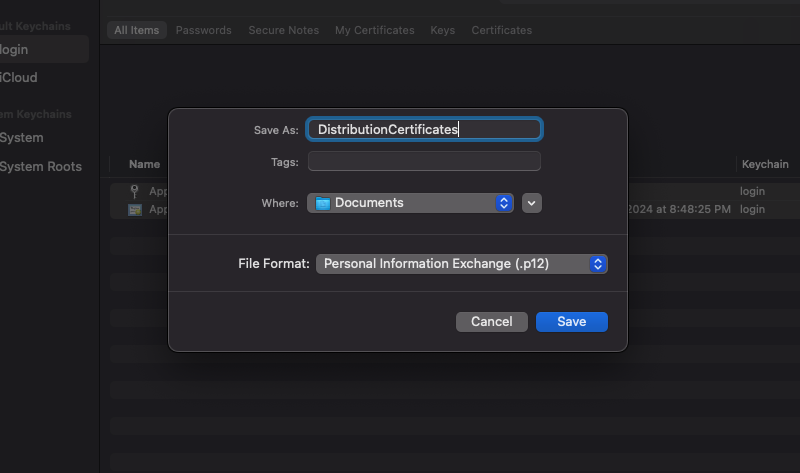 ult Keychains
login
iCloud
em Keychains
System
System Roots
All Items Passwords Secure Notes My Certificates Keys Certificates
Name Keychain
App login
App 2024 at 8:48:25 PM login
Save As: DistributionCertificates
Tags:
Where: Documents
File Format: Personal Information Exchange (.p12)
Cancel Save